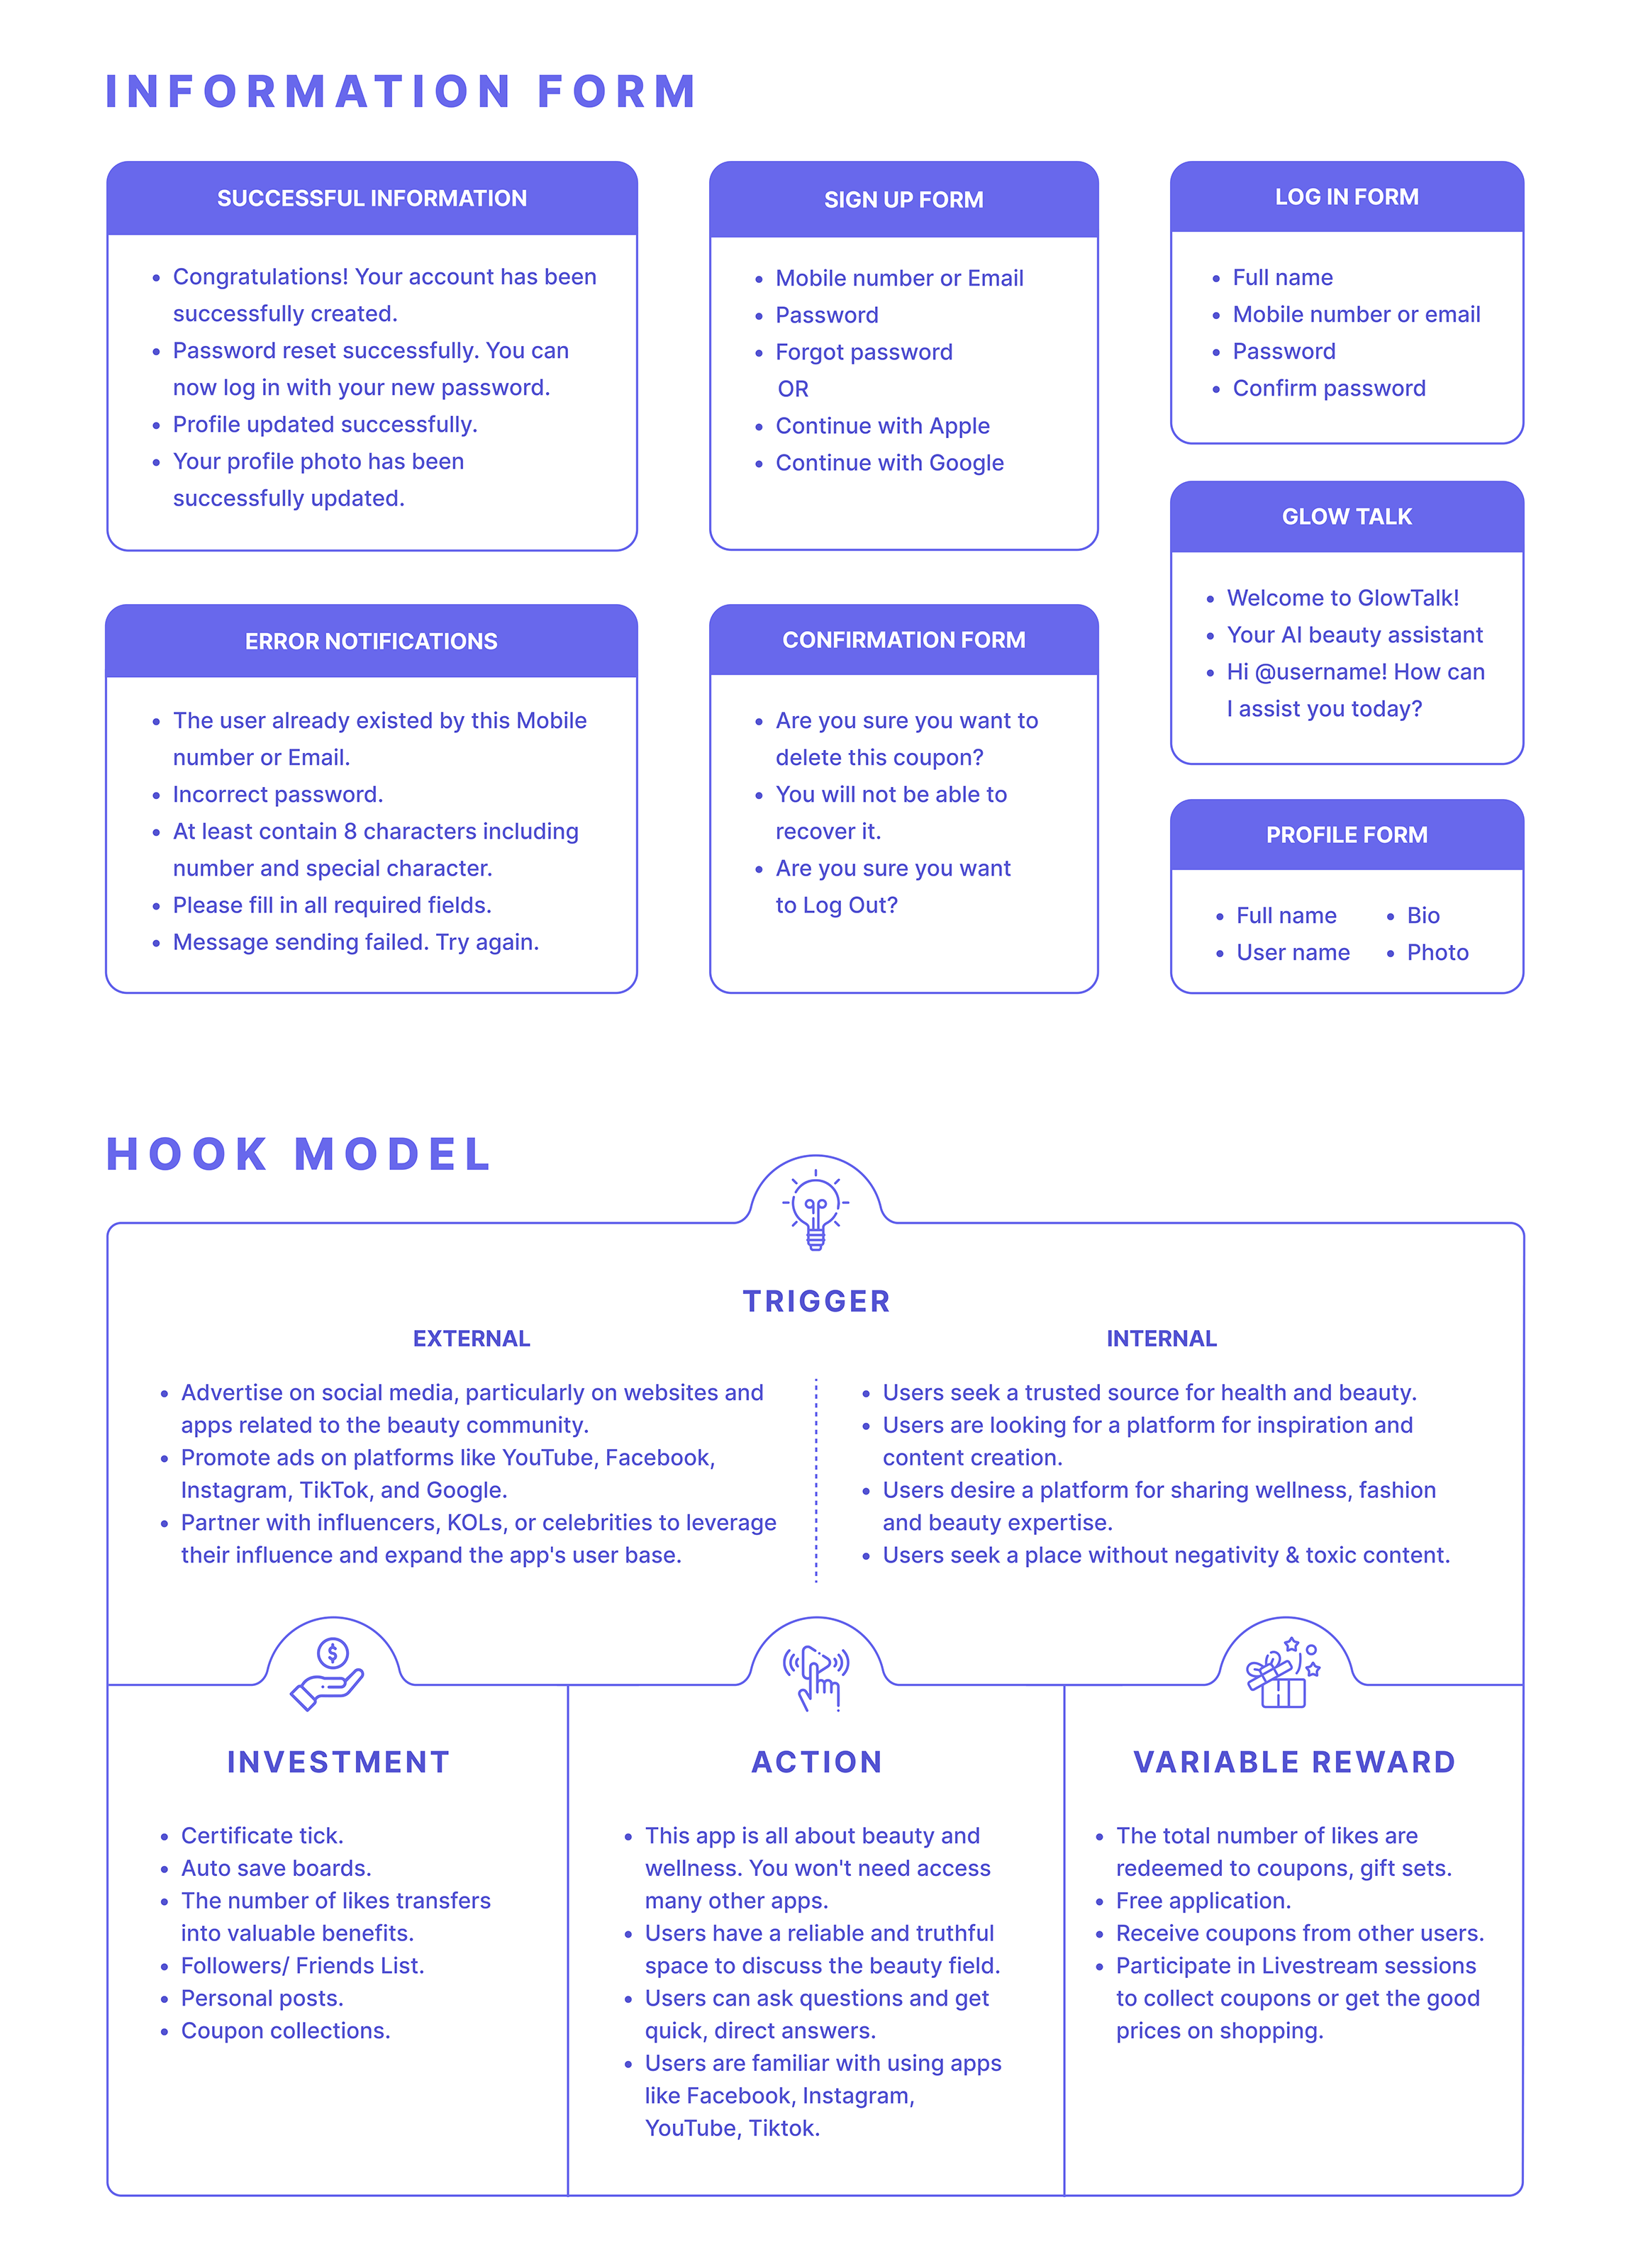 INFORMATION FORM
SUCCESSFUL INFORMATION
• Congratulations! Your account has been
successfully created.
• Password reset successfully. You can
now log in with your new password.
• Profile updated successfully.
• Your profile photo has been
successfully updated.
SIGN UP FORM
• Mobile number or Email
• Password
• Forgot password
OR
• Continue with Apple
• Continue with Google
LOG IN FORM
• Full name
• Mobile number or email
• Password
• Confirm password
GLOW TALK
• Welcome to GlowTalk!
• Your AI beauty assistant
• Hi @username! How can
I assist you today?
ERROR NOTIFICATIONS
• The user already existed by this Mobile
number or Email.
• Incorrect password.
• At least contain 8 characters including
number and special character.
• Please fill in all required fields.
• Message sending failed. Try again.
CONFIRMATION FORM
• Are you sure you want to
delete this coupon?
• You will not be able to
recover it.
• Are you sure you want
to Log Out?
PROFILE FORM
• Full name
• User name
• Bio
• Photo
HOOK MODEL
TRIGGER
EXTERNAL
• Advertise on social media, particularly on websites and
apps related to the beauty community.
• Promote ads on platforms like YouTube, Facebook,
Instagram, TikTok, and Google.
• Partner with influencers, KOLs, or celebrities to leverage
their influence and expand the app's user base.
INTERNAL
• Users seek a trusted source for health and beauty.
• Users are looking for a platform for inspiration and
content creation.
• Users desire a platform for sharing wellness, fashion
and beauty expertise.
• Users seek a place without negativity & toxic content.
$
INVESTMENT
• Certificate tick.
• Auto save boards.
• The number of likes transfers
into valuable benefits.
• Followers/ Friends List.
• Personal posts.
• Coupon collections.
ACTION
• This app is all about beauty and
wellness. You won't need access
many other apps.
• Users have a reliable and truthful
space to discuss the beauty field.
• Users can ask questions and get
quick, direct answers.
• Users are familiar with using apps
like Facebook, Instagram,
YouTube, Tiktok.
VARIABLE REWARD
• The total number of likes are
redeemed to coupons, gift sets.
• Free application.
• Receive coupons from other users.
• Participate in Livestream sessions
to collect coupons or get the good
prices on shopping.